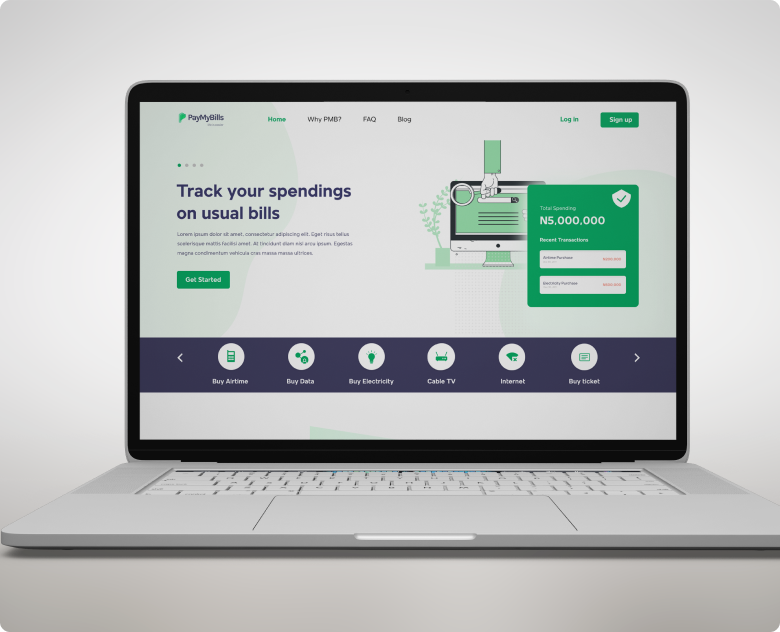 PayMyBills
Home
Why PMB?
FAQ
Blog
Log In
Sign up
Track your spendings
on usual bills
Lorem ipsum dolor sit amet, consectetur adipiscing elit. Eget risus tellus
scelerisque mattis facilisi amet. At tincidunt diam nisl arcu ipsum. Egestas
magna condimentum vehicula cras massa massa ultrices.
Get Started
Total Spending
N5,000,000
Recent Transactions
Airtime Purchase
Electricity Purchase
Buy Airtime
Buy Data
Buy Electricity
Cable TV
Internet
Buy ticket